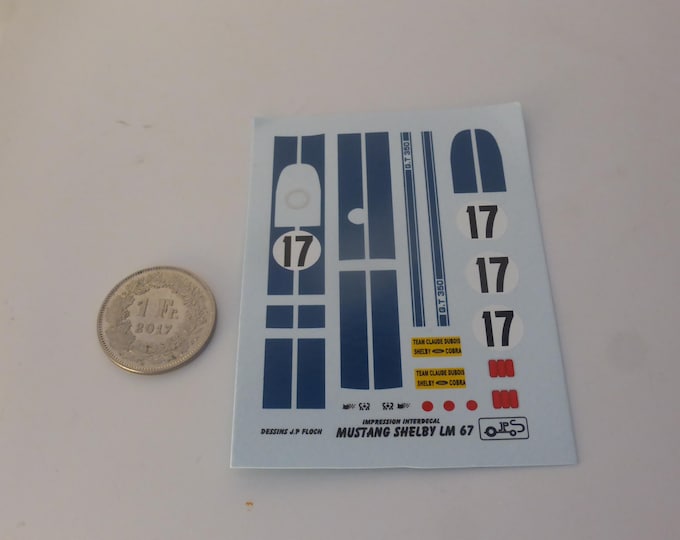 1 Fr.
2017
G.T 350
G.T 350
17
17
17
17
TEAM CLAUDE DUBOIS
SHELBY COBRA
TEAM CLAUDE DUBOIS
SHELBY COBRA
IMPRESSION INTERDECAL
DESSINS J.P FLOCH
MUSTANG SHELBY LM 67
JPS